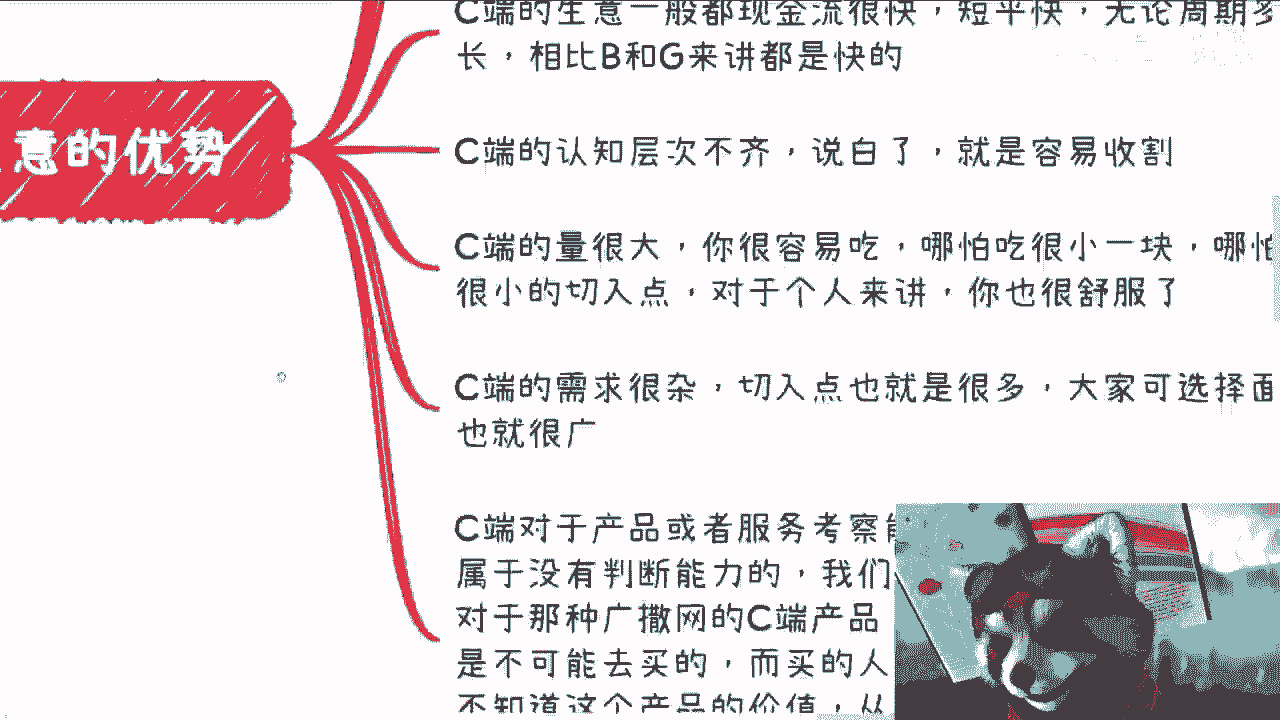 意的优势
C端的生意一般都现金流很快，短平快，无论周期多
长，相比B和G来讲都是快的
C端的认知层次不齐，说白了，就是容易收割
C端的量很大，你很容易吃，哪怕吃很小一块，哪怕
很小的切入点，对于个人来讲，你也很舒服了
C端的需求很杂，切入点也就是很多，大家可选择面
也就很广
C端对于产品或者服务考察能
属于没有判断能力的，我们
对于那种广撒网的C端产品
是不可能去买的，而买的人
不知道这个产品的价值，从